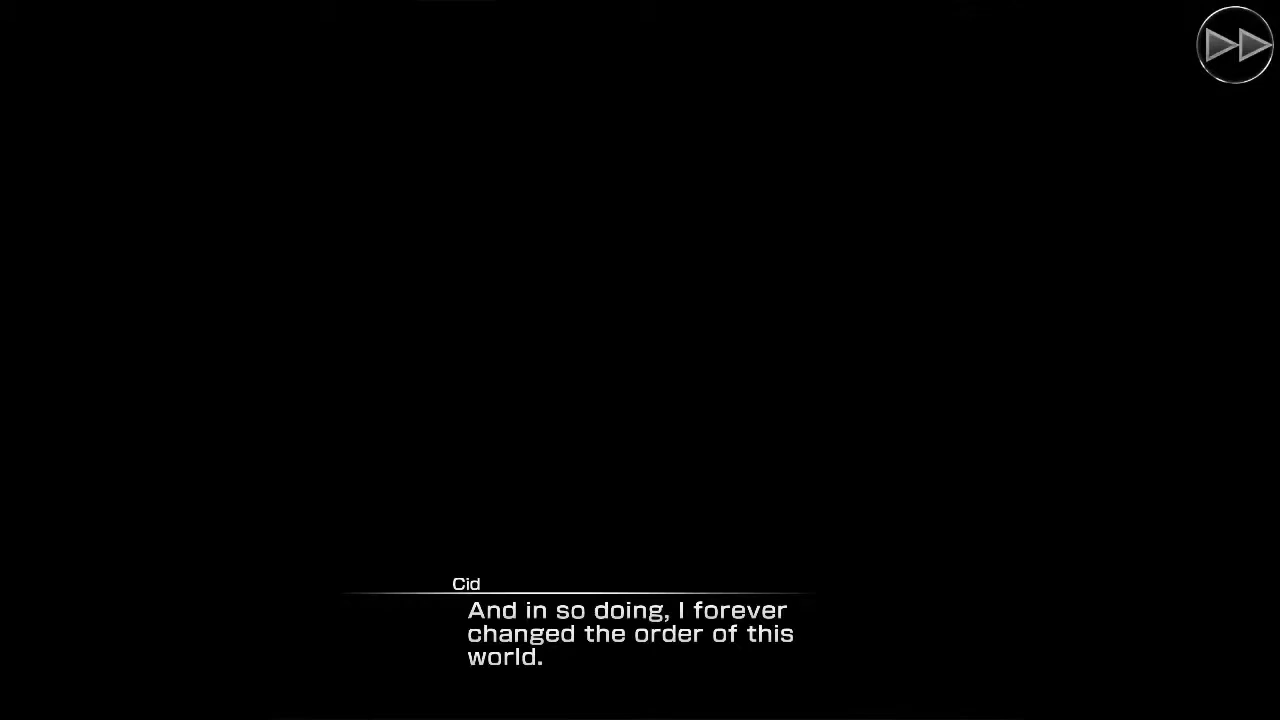 Cid
And in so doing, I forever
changed the order of this
world.